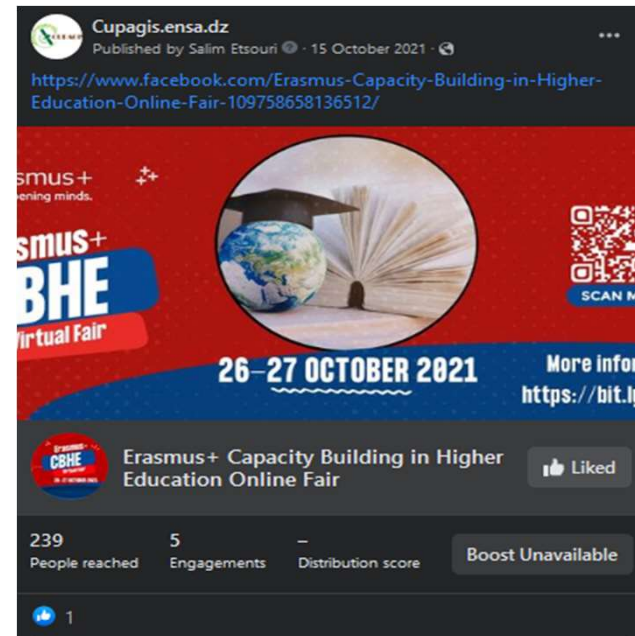 Cupagis.ensa.dz
Published by Salim Etsouri · 15 October 2021 ·
https://www.facebook.com/Erasmus-Capacity-Building-in-Higher-
Education-Online-Fair-109758658136512/
smus+
ening minds.
smus+
BHE
Virtual Fair
SCAN M
26–27 OCTOBER 2021
More infor
https://bit.l
Erasmus+
CBHE
Erasmus+ Capacity Building in Higher
Education Online Fair
Liked
239
5
–
People reached
Engagements
Distribution score
Boost Unavailable
1